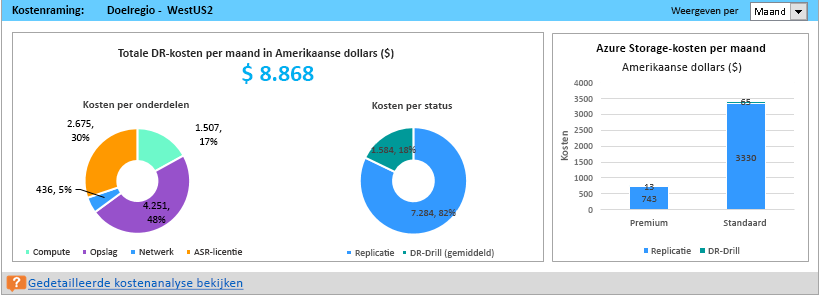 Kostenraming: Doelregio - WestUS2
Weergeven per Maand
Totale DR-kosten per maand in Amerikaanse dollars ($)
$ 8.868
Kosten per onderdelen
2.675,
30%
1.507,
17%
436, 5%
4.251,
48%
Compute Opslag Netwerk ASR-licentie
Kosten per status
1.584, 18%
7.284, 82%
Replicatie DR-Drill (gemiddeld)
Azure Storage-kosten per maand
Amerikaanse dollars ($)
Kosten
4000
3500
3000
2500
2000
1500
1000
500
0
13
743
65
3330
Premium Standaard
Replicatie DR-Drill
? Gedetailleerde kostenanalyse bekijken